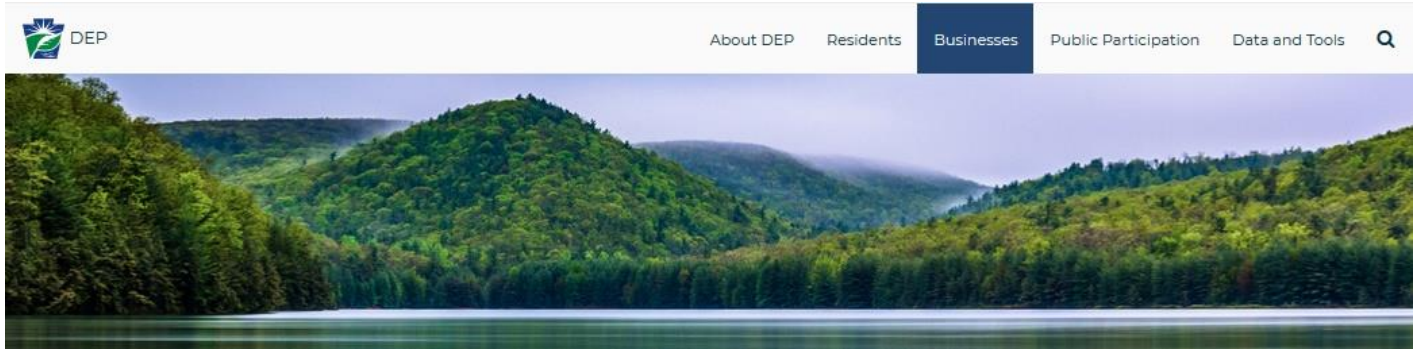 DEP
About DEP Residents Businesses Public Participation Data and Tools